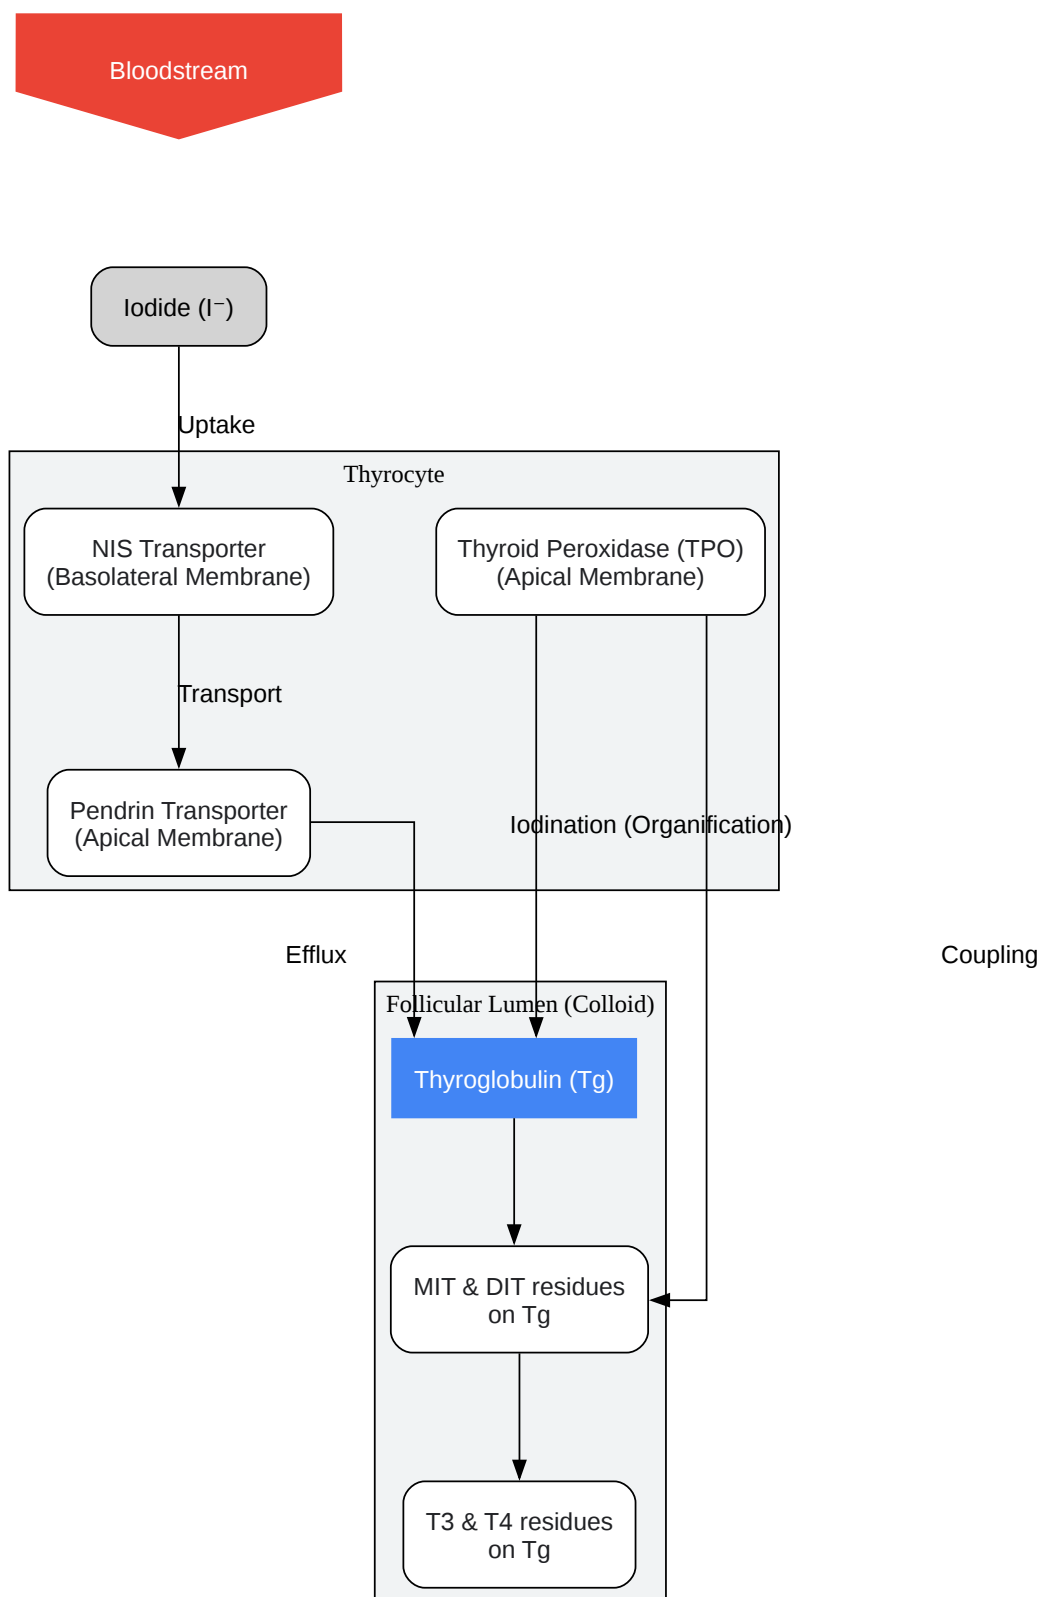 Bloodstream
Iodide (I⁻)
Uptake
Thyrocyte
NIS Transporter
(Basolateral Membrane)
Thyroid Peroxidase (TPO)
(Apical Membrane)
Transport
Pendrin Transporter
(Apical Membrane)
Iodination (Organification)
Efflux
Coupling
Follicular Lumen (Colloid)
Thyroglobulin (Tg)
MIT & DIT residues
on Tg
T3 & T4 residues
on Tg